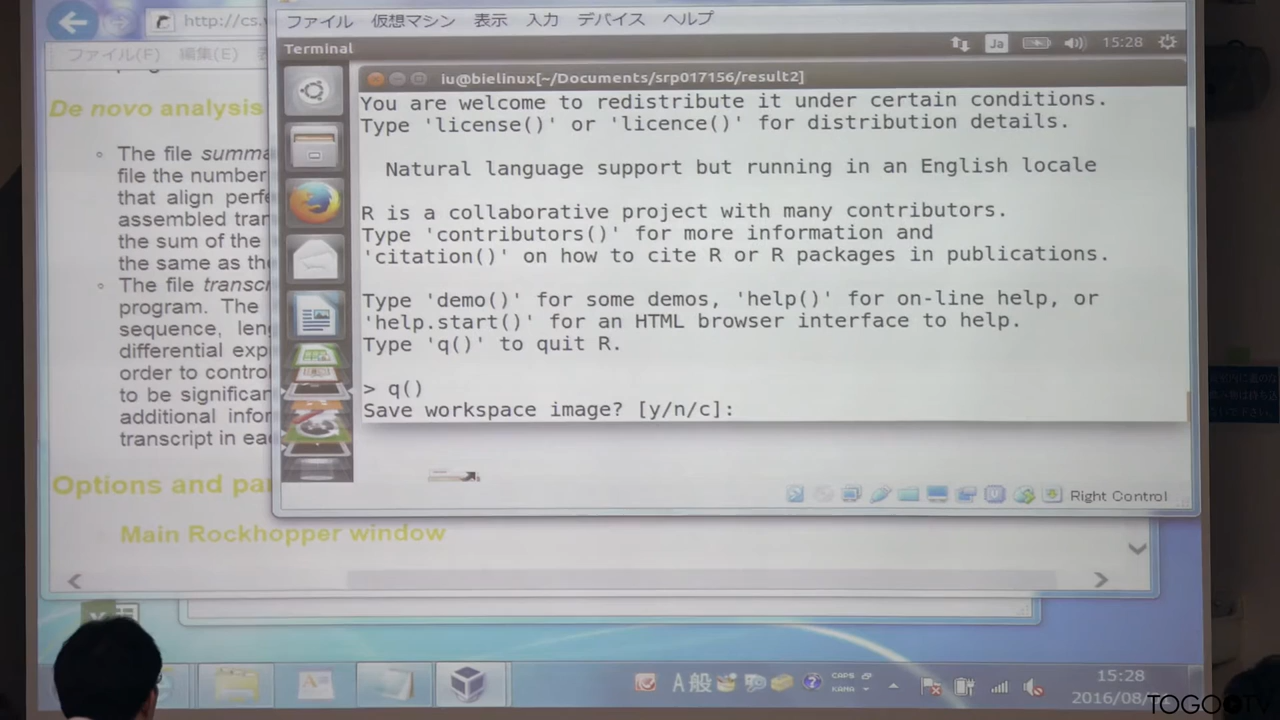 ファイル 仮想マシン 表示 入力 デバイス ヘルプ
http://cs.
ファイル(F) 編集(E)
Terminal
Ja
15:28
iu@bielinux[~/Documents/srp017156/result2]
You are welcome to redistribute it under certain conditions.
Type 'license()' or 'licence()' for distribution details.
Natural language support but running in an English locale
R is a collaborative project with many contributors.
Type 'contributors()' for more information and
'citation()' on how to cite R or R packages in publications.
Type 'demo()' for some demos, 'help()' for on-line help, or
'help.start()' for an HTML browser interface to help.
Type 'q()' to quit R.
> q()
Save workspace image? [y/n/c]:
Right Control
De novo analysis
◦ The file summa
file the number
that align perfe
assembled tran
the sum of the
the same as the
◦ The file transcr
program. The
sequence, leng
differential exp
order to control
to be significan
additional infor
transcript in eac
Options and pa
Main Rockhopper window
A 般
CAPS
KANA
15:28
2016/08/
TOGOTV